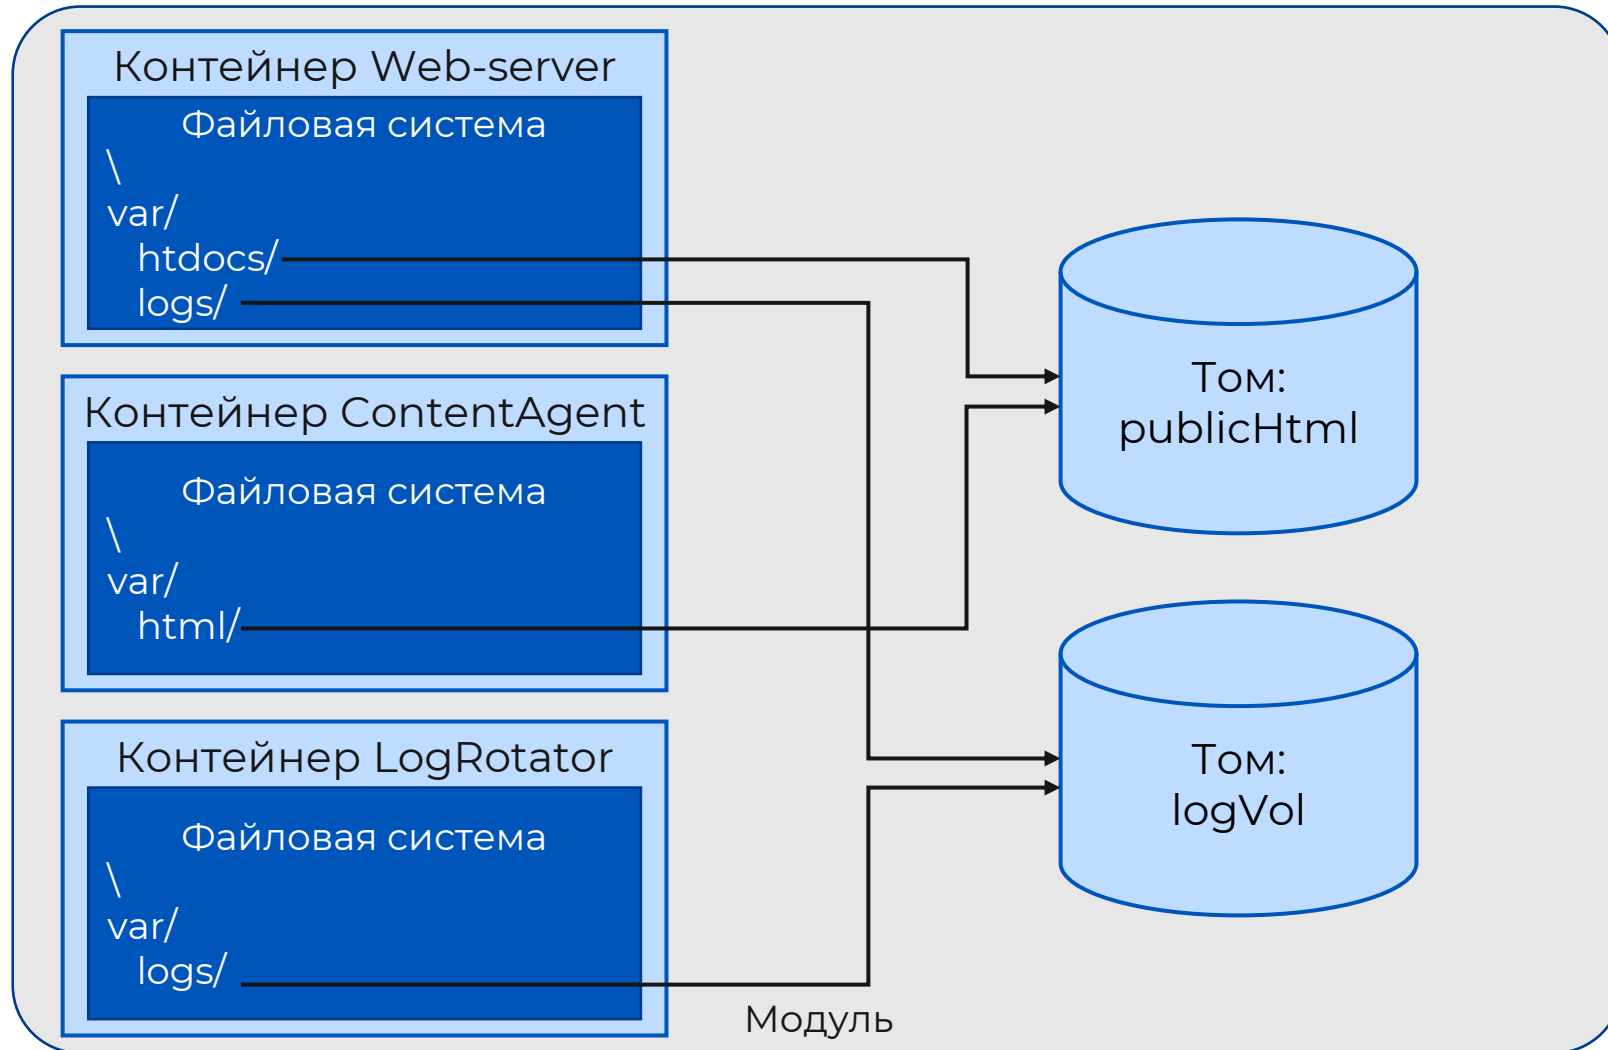 Контейнер Web-server
Файловая система
\
var/
htdocs/
logs/
Контейнер ContentAgent
Файловая система
\
var/
html/
Контейнер LogRotator
Файловая система
\
var/
logs/
Том:
publicHtml
Том:
logVol
Модуль